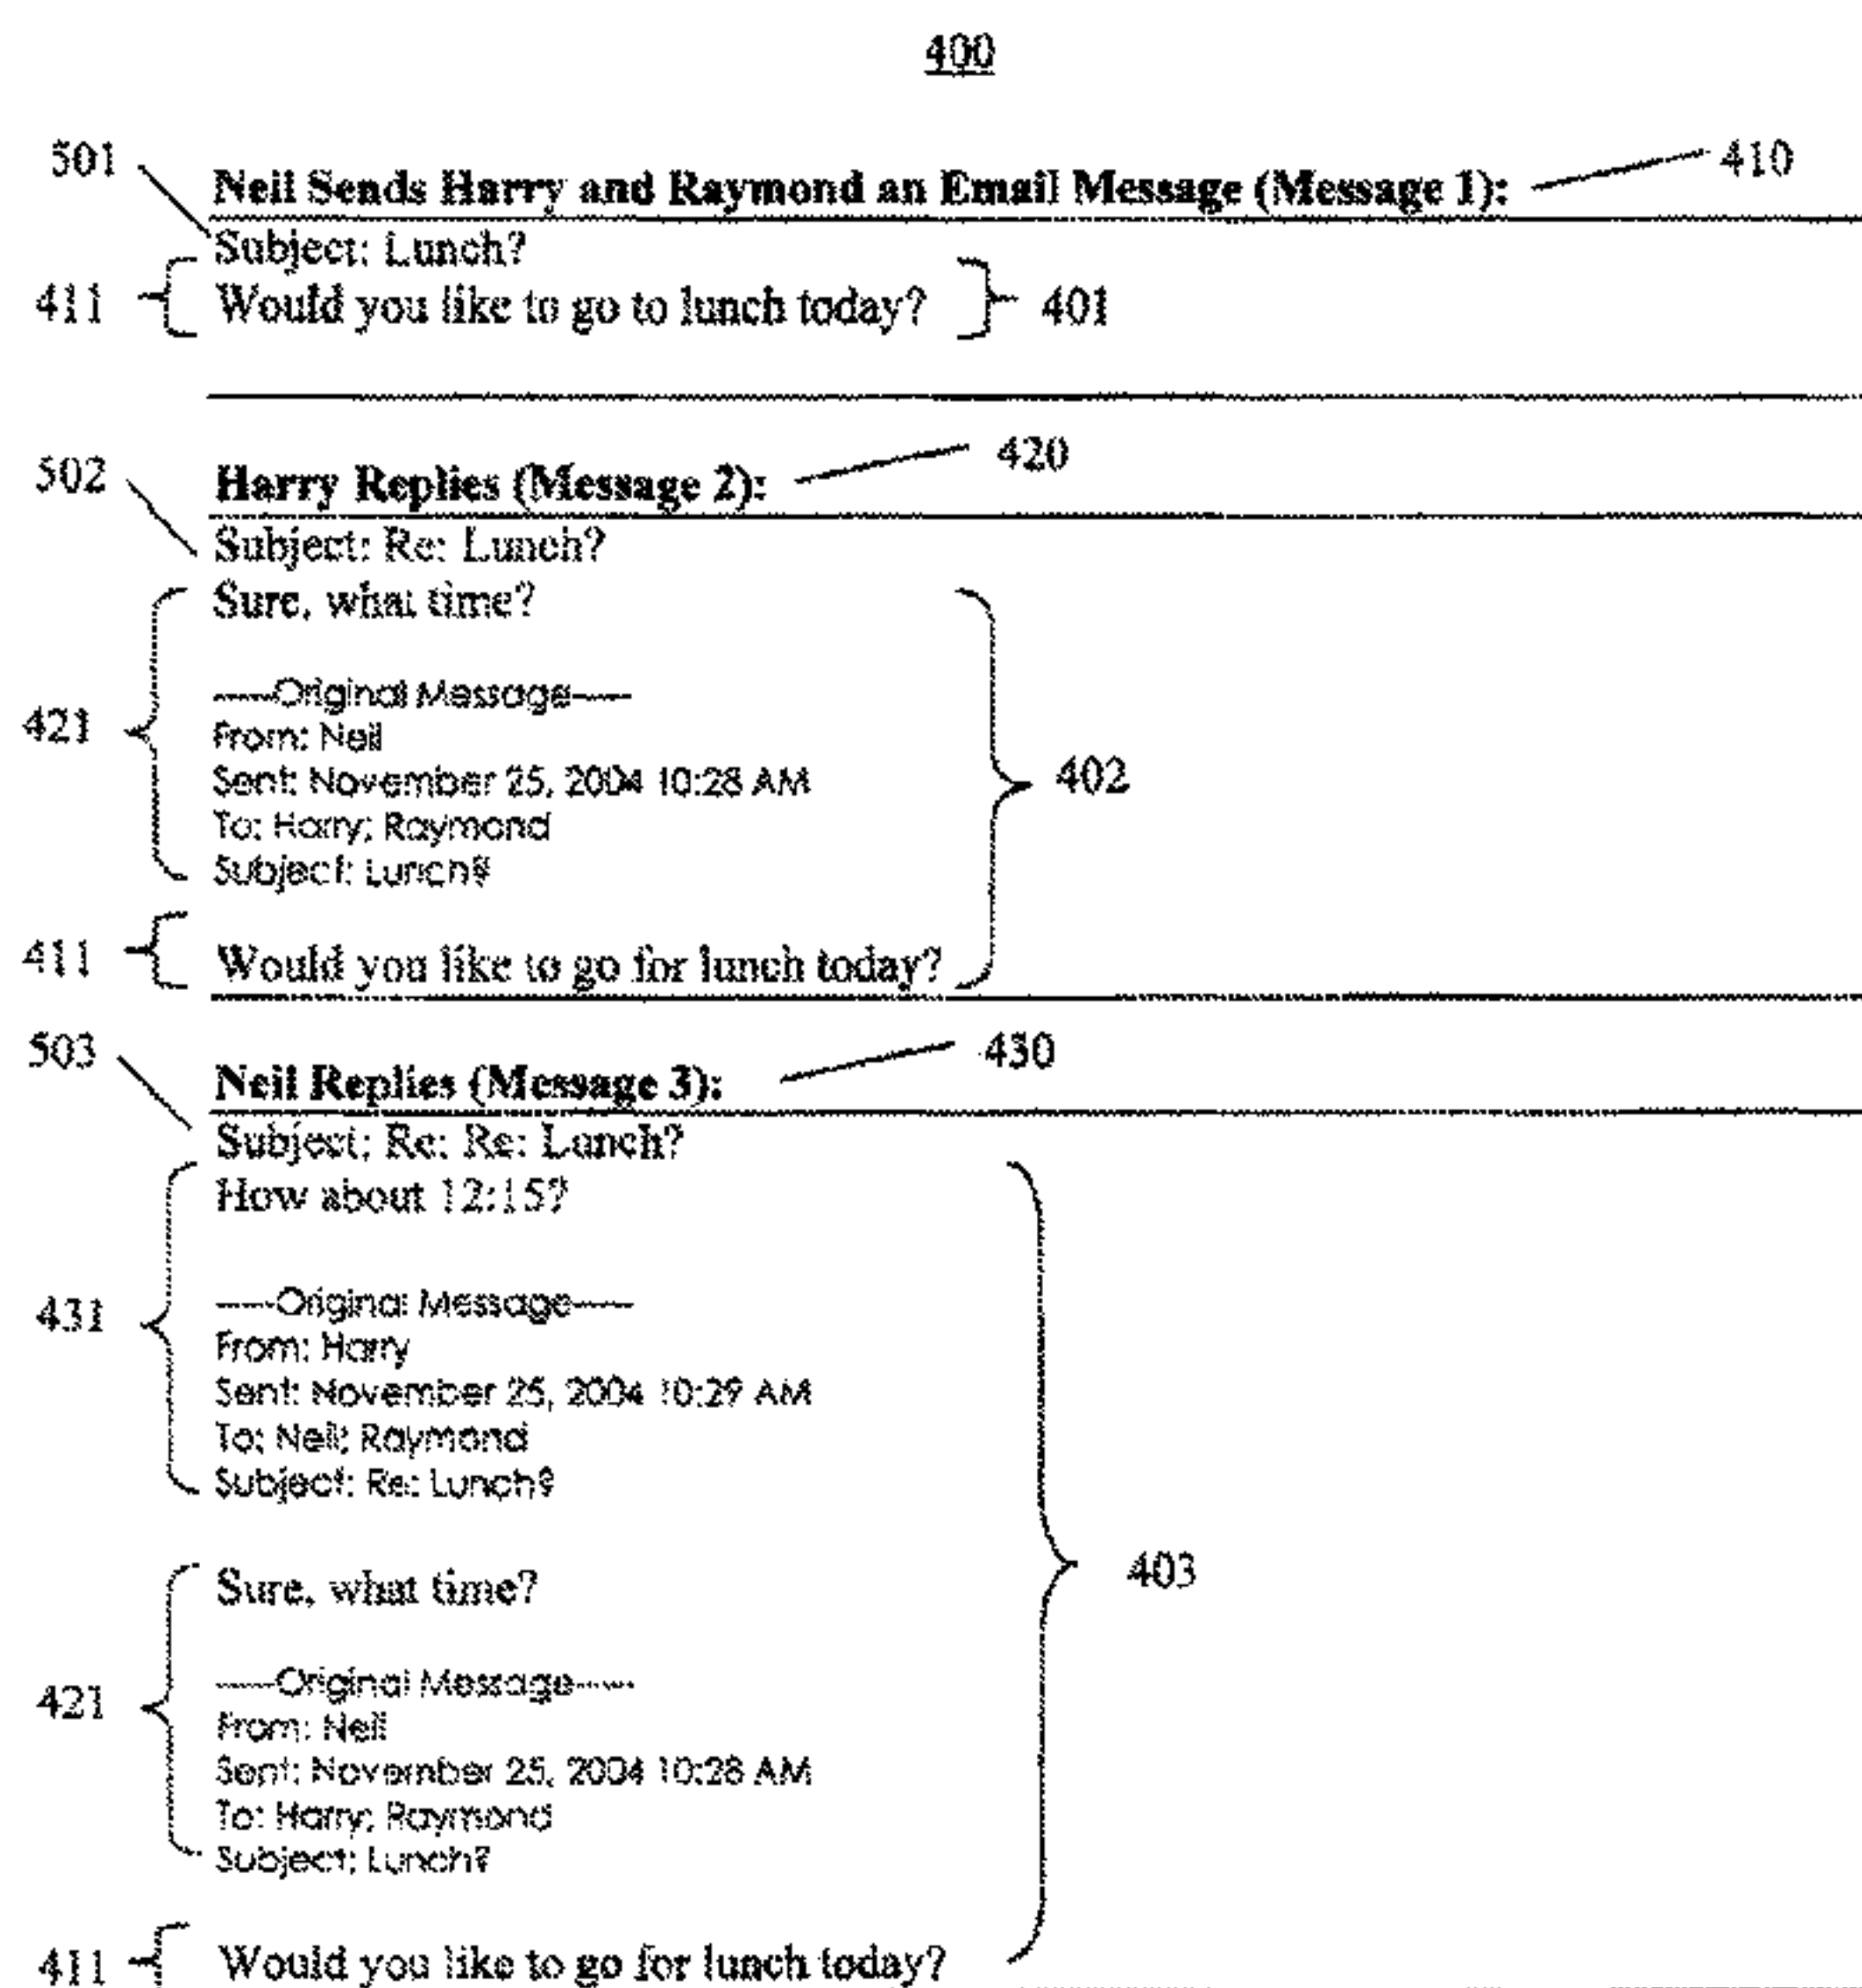 400
501 Neil Sends Harry and Raymond an Email Message (Message 1): 410
Subject: Lunch?
411 Would you like to go to lunch today? 401
502 Harry Replies (Message 2): 420
Subject: Re: Lunch?
Sure, what time?
-----Original Message-----
421 From: Neil
Sent: November 25, 2004 10:28 AM 402
To: Harry; Raymond
Subject: Lunch?
411 Would you like to go for lunch today?
503 Neil Replies (Message 3): 430
Subject: Re: Re: Lunch?
How about 12:15?
431 -----Original Message-----
From: Harry
Sent: November 25, 2004 10:29 AM
To: Neil; Raymond
Subject: Re: Lunch?
Sure, what time? 403
421 -----Original Message-----
From: Neil
Sent: November 25, 2004 10:28 AM
To: Harry; Raymond
Subject: Lunch?
411 Would you like to go for lunch today?